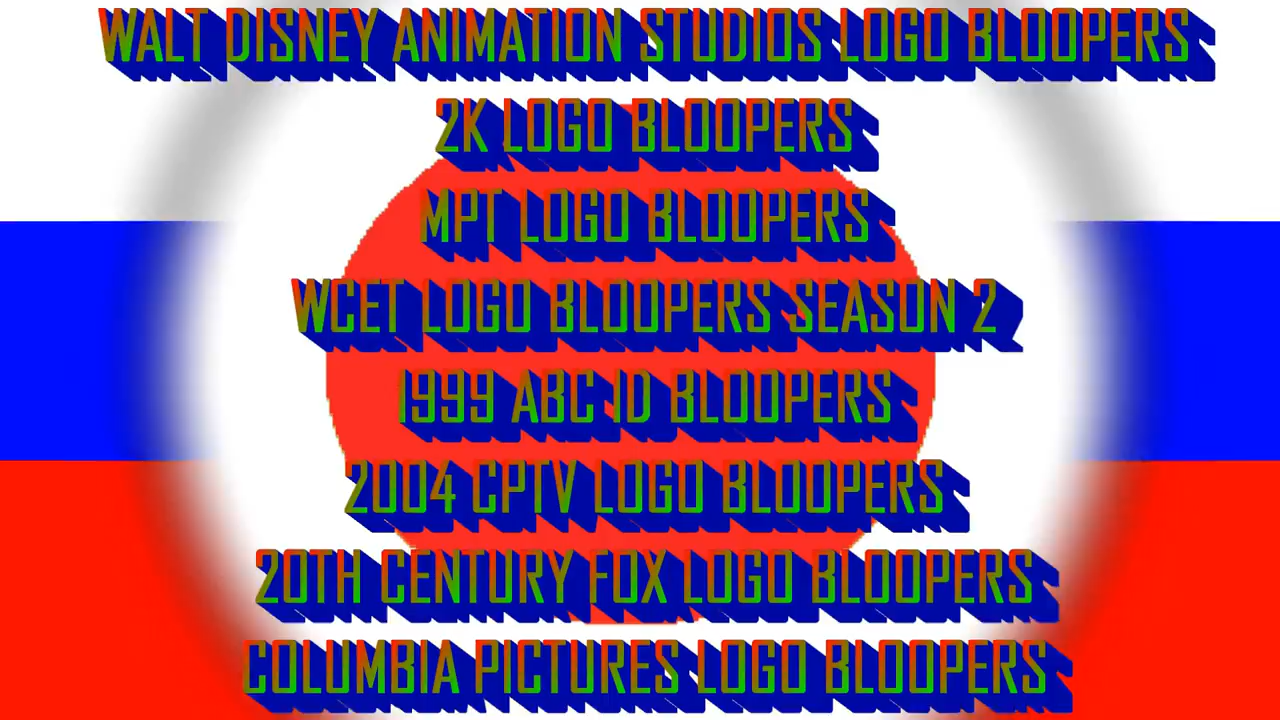 WALT DISNEY ANIMATION STUDIOS LOGO BLOOPERS
2K LOGO BLOOPERS
MPT LOGO BLOOPERS
WCET LOGO BLOOPERS SEASON 2
1999 ABC ID BLOOPERS
2004 CPTV LOGO BLOOPERS
20TH CENTURY FOX LOGO BLOOPERS
COLUMBIA PICTURES LOGO BLOOPERS